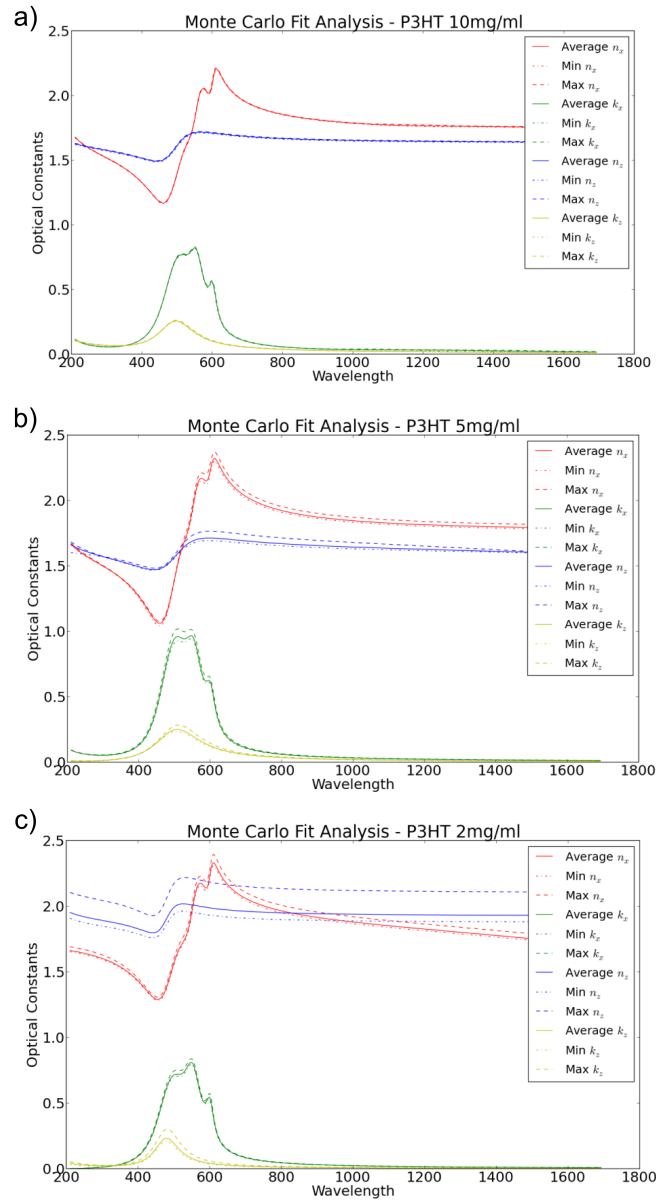 a)
Monte Carlo Fit Analysis - P3HT 10mg/ml
2.5
2.0
1.5
1.0
0.5
0.0
Optical Constants
200 400 600 800 1000 1200 1400 1600 1800
Wavelength
Average n_x
Min n_x
Max n_x
Average k_x
Min k_x
Max k_x
Average n_z
Min n_z
Max n_z
Average k_z
Min k_z
Max k_z
b)
Monte Carlo Fit Analysis - P3HT 5mg/ml
2.5
2.0
1.5
1.0
0.5
0.0
Optical Constants
200 400 600 800 1000 1200 1400 1600 1800
Wavelength
Average n_x
Min n_x
Max n_x
Average k_x
Min k_x
Max k_x
Average n_z
Min n_z
Max n_z
Average k_z
Min k_z
Max k_z
c)
Monte Carlo Fit Analysis - P3HT 2mg/ml
2.5
2.0
1.5
1.0
0.5
0.0
Optical Constants
200 400 600 800 1000 1200 1400 1600 1800
Wavelength
Average n_x
Min n_x
Max n_x
Average k_x
Min k_x
Max k_x
Average n_z
Min n_z
Max n_z
Average k_z
Min k_z
Max k_z